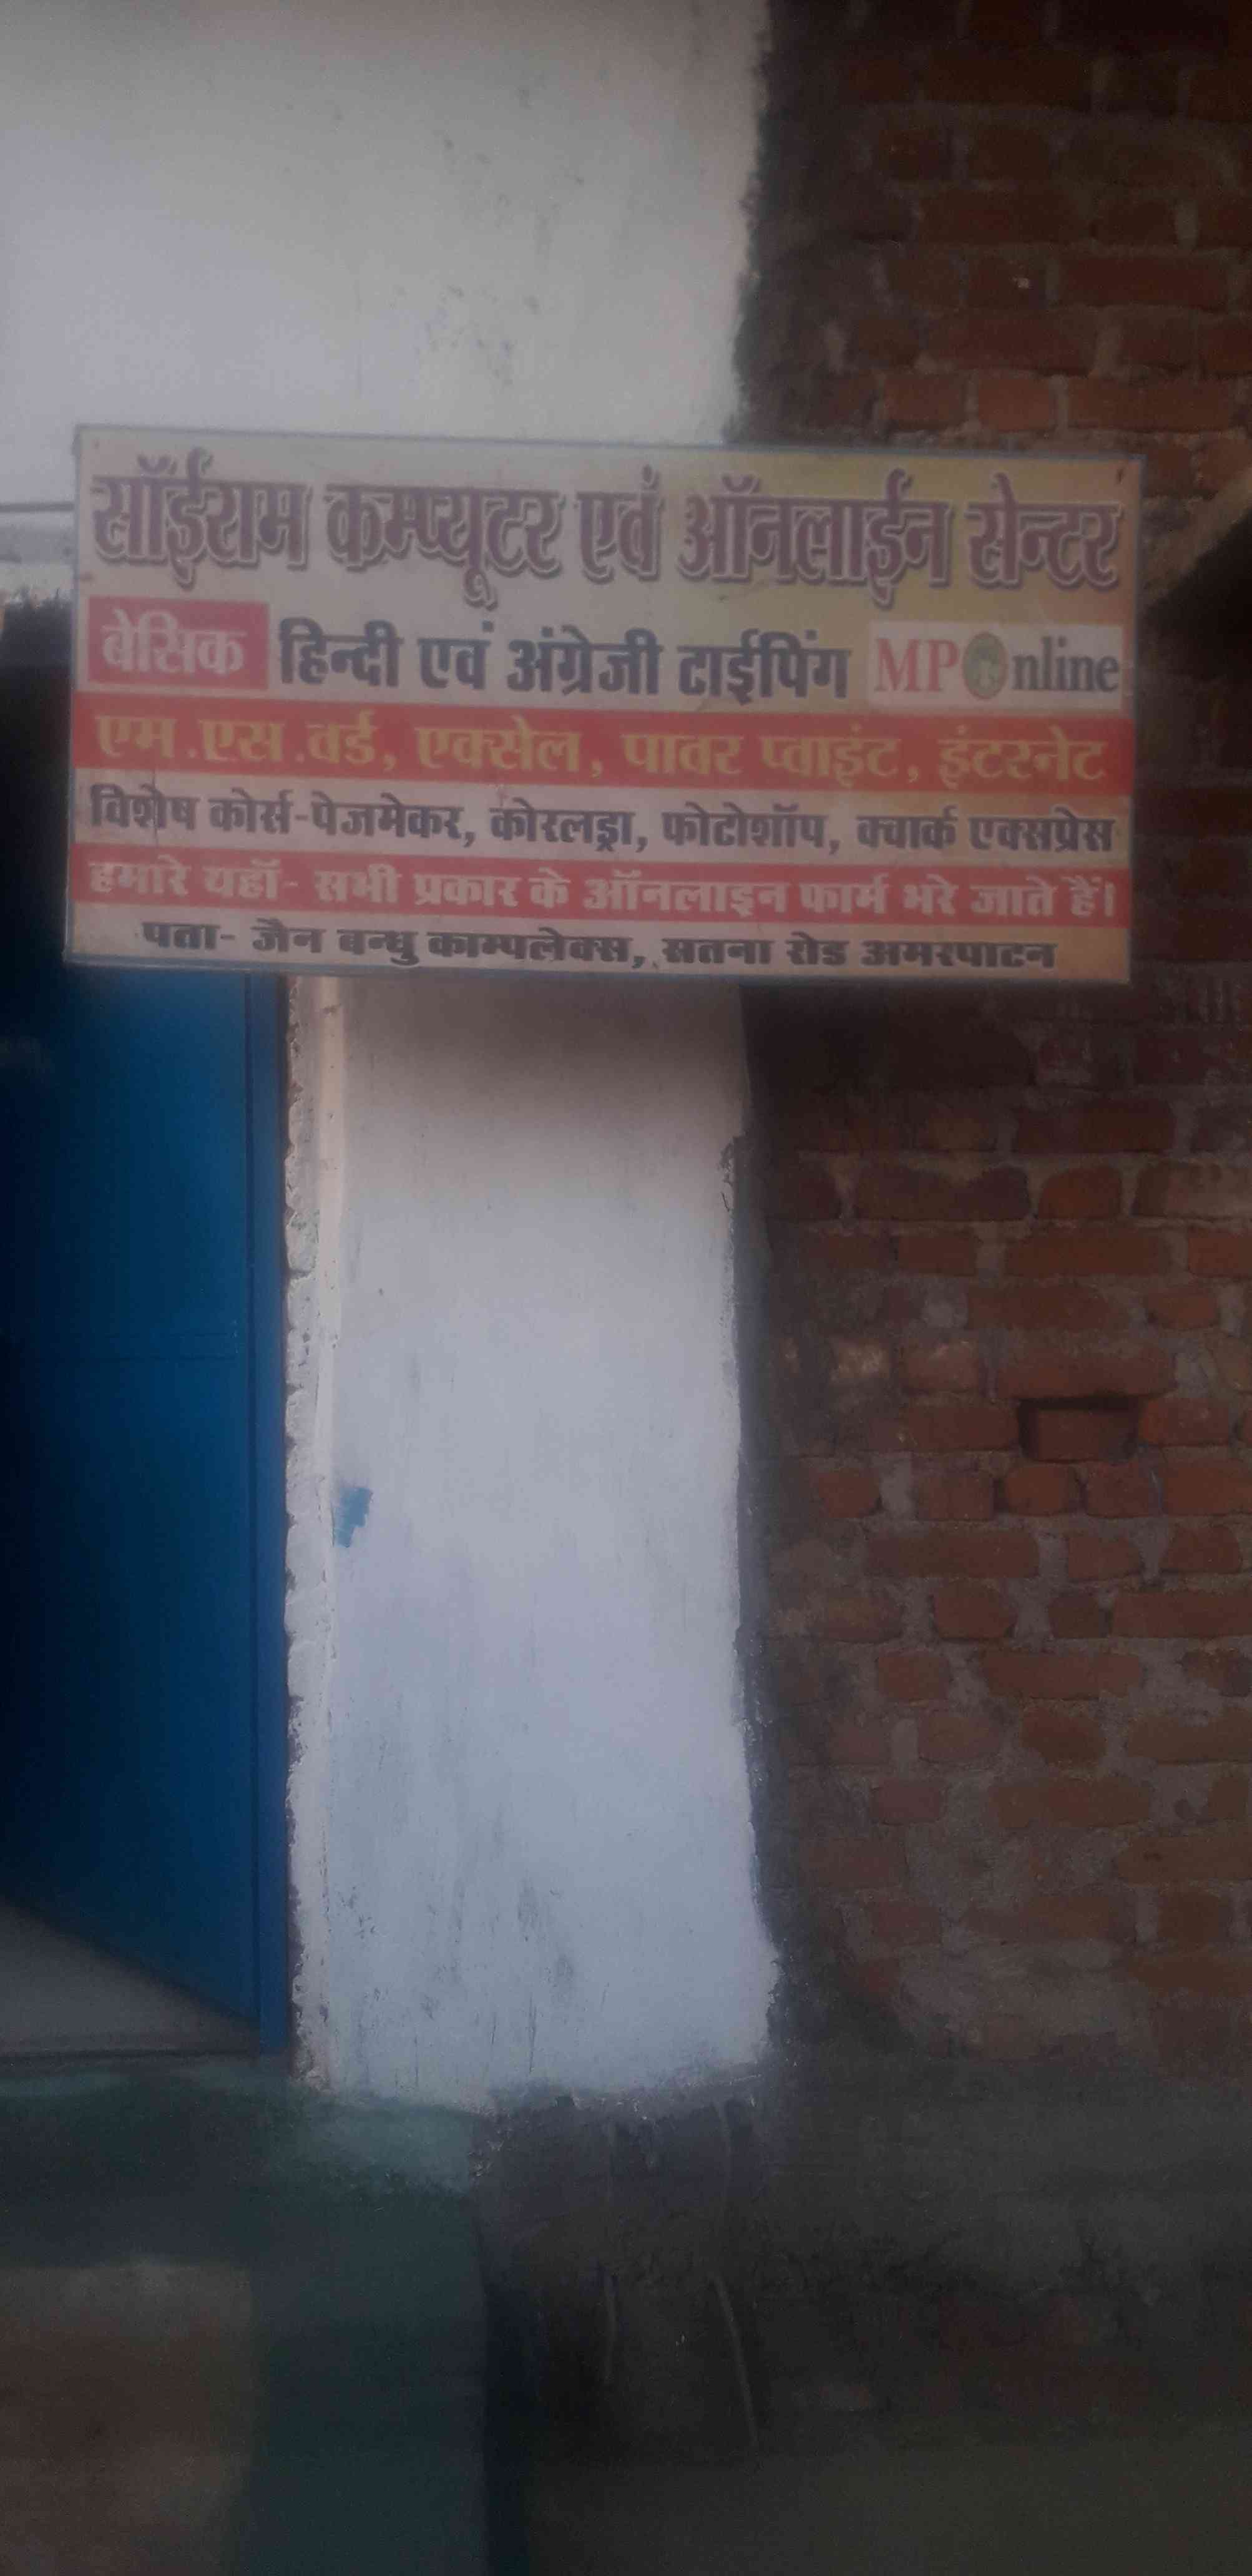 सॉईराम कम्प्यूटर एवं ऑनलाईन सेन्टर
बेसिक हिन्दी एवं अंग्रेजी टाईपिंग MPOnline
एम.एस.वर्ड, एक्सेल, पावर प्वाइंट, इंटरनेट
विशेष कोर्स-पेजमेकर, कोरलड्रा, फोटोशॉप, क्वार्क एक्सप्रेस
हमारे यहॉ- सभी प्रकार के ऑनलाइन फार्म भरे जाते हैं।
पता- जैन बन्धु काम्पलेक्स, सतना रोड अमरपाटन